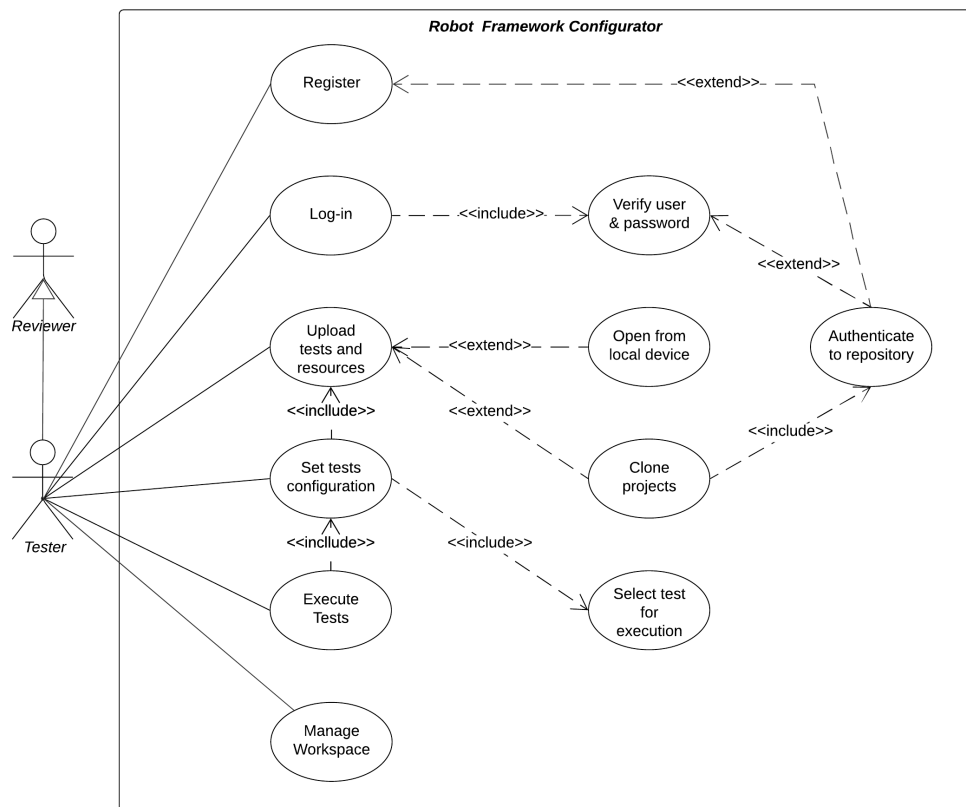 Robot Framework Configurator
Register
<<extend>>
Log-in
<<include>>
Verify user
& password
<<extend>>
Reviewer
Upload
tests and
resources
<<extend>>
Open from
local device
Authenticate
to repository
<<incllude>>
<<extend>>
<<include>>
Set tests
configuration
Clone
projects
Tester
<<incllude>>
<<include>>
Execute
Tests
Select test
for
execution
Manage
Workspace